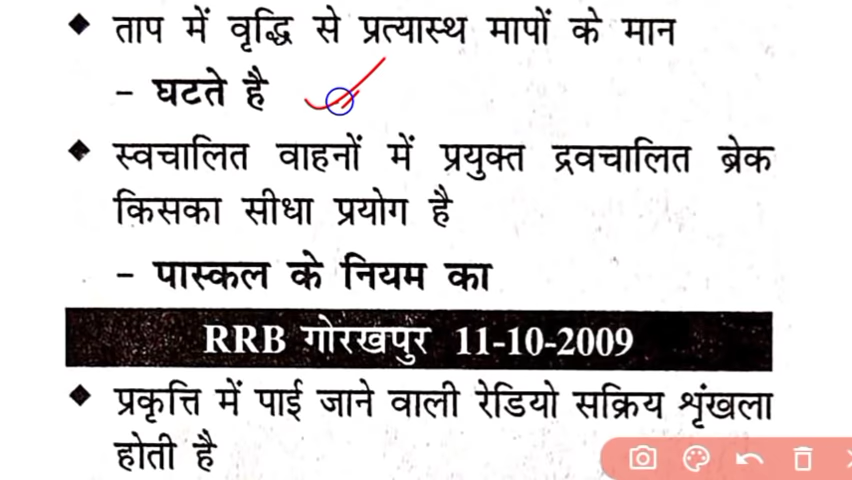 ◆ ताप में वृद्धि से प्रत्यास्थ मापों के मान
– घटते है
◆ स्वचालित वाहनों में प्रयुक्त द्रवचालित ब्रेक
किसका सीधा प्रयोग है
– पास्कल के नियम का
RRB गोरखपुर 11-10-2009
◆ प्रकृत्ति में पाई जाने वाली रेडियो सक्रिय शृंखला
होती है